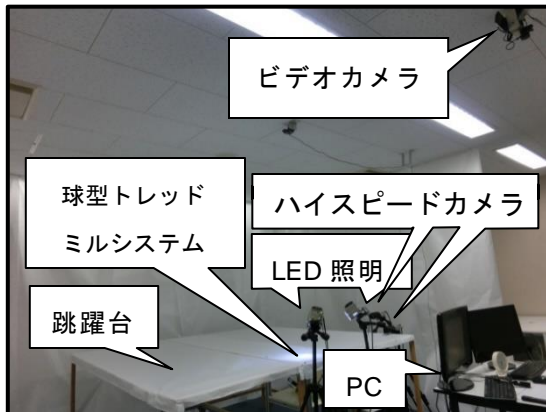 ビデオカメラ
球型トレッド
ミルシステム
ハイスピードカメラ
LED 照明
跳躍台
PC